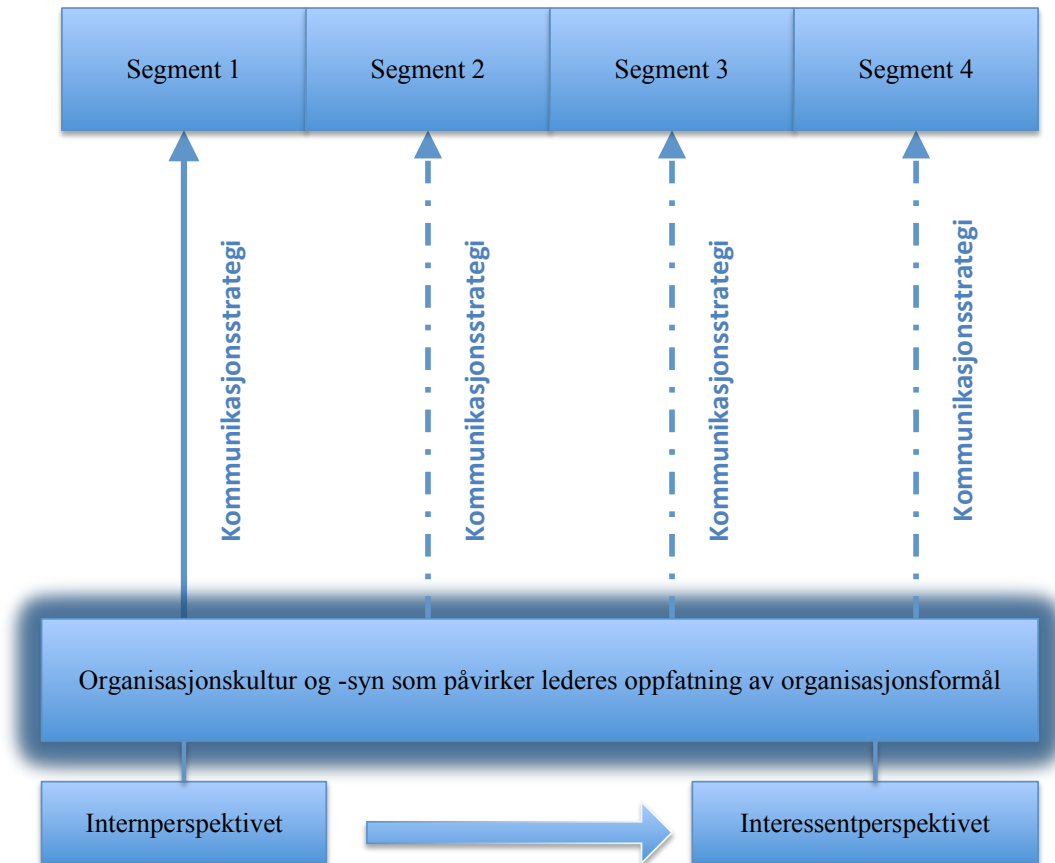 Segment 1
Segment 2
Segment 3
Segment 4
Kommunikasjonsstrategi
Kommunikasjonsstrategi
Kommunikasjonsstrategi
Kommunikasjonsstrategi
Organisasjonskultur og -syn som påvirker lederes oppfatning av organisasjonsformål
Internperspektivet
Interessentperspektivet